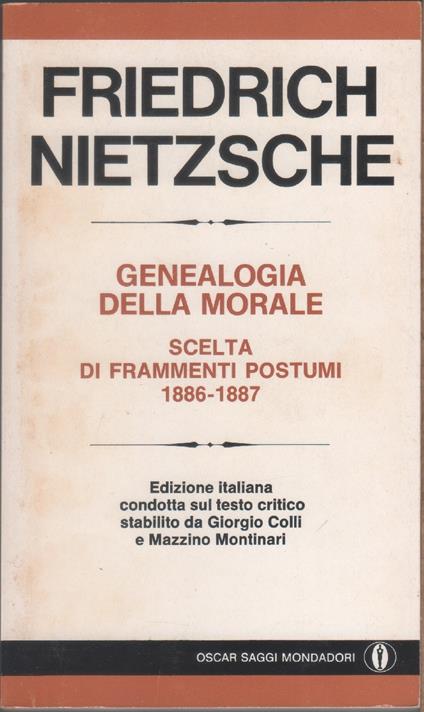 FRIEDRICH
NIETZSCHE
GENEALOGIA
DELLA MORALE
SCELTA
DI FRAMMENTI POSTUMI
1886-1887
Edizione italiana
condotta sul testo critico
stabilito da Giorgio Colli
e Mazzino Montinari
OSCAR SAGGI MONDADORI